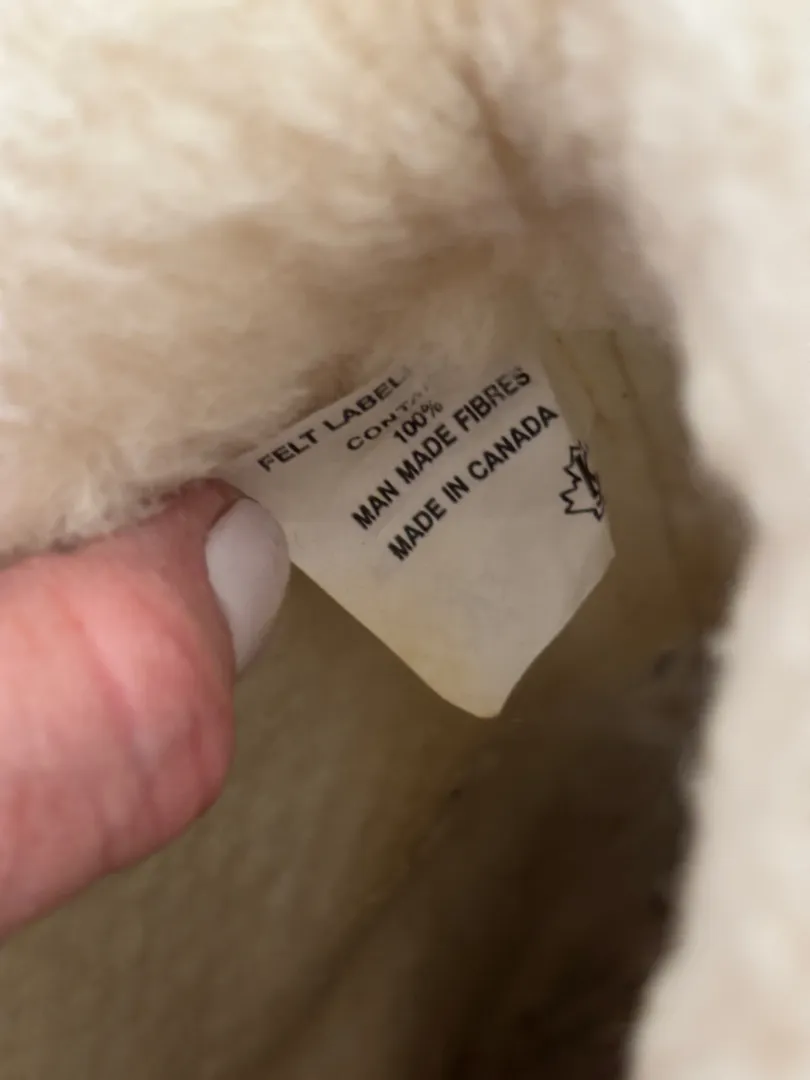 FELT LABEL
100%
MAN MADE FIBRES
MADE IN CANADA